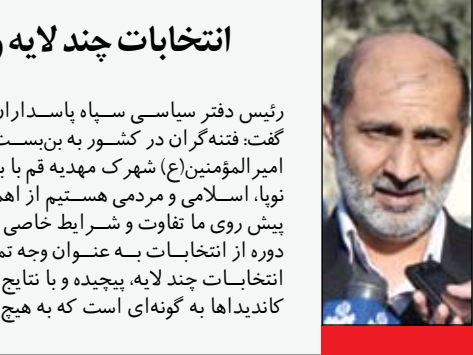 انتخابات چند لایه
رئیس دفتر سیاسی سپاه پاسداران
گفت: فتنه‌گران در کشور به بن‌بست
امیرالمؤمنین(ع) شهرک مهدیه قم با
نوپا، اسلامی و مردمی هستیم از
پیش روی ما تفاوت و شرایط خاصی
دوره از انتخابات به عنوان وجه
انتخابات چند لایه، پیچیده و با نتایج
کاندیداها به گونه‌ای است که به هیچ